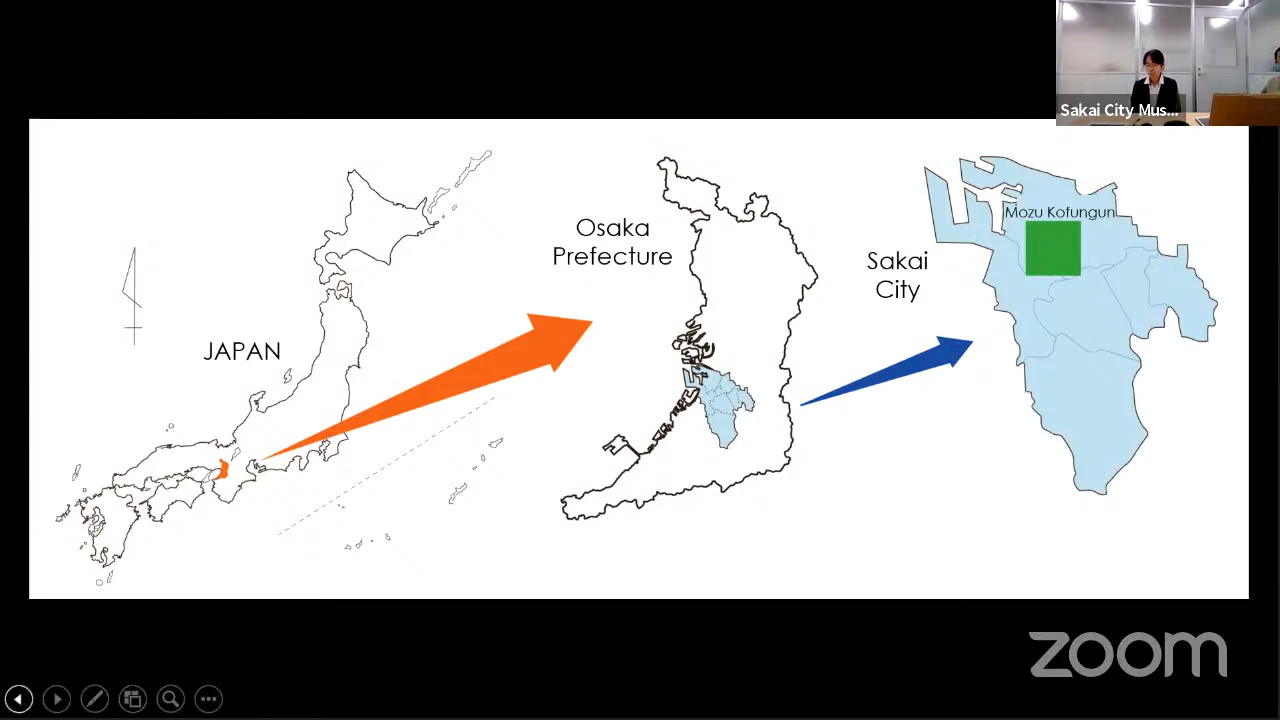 Sakai City Mus...
JAPAN
Osaka
Prefecture
Sakai
City
Mozu Kofungun
zoom